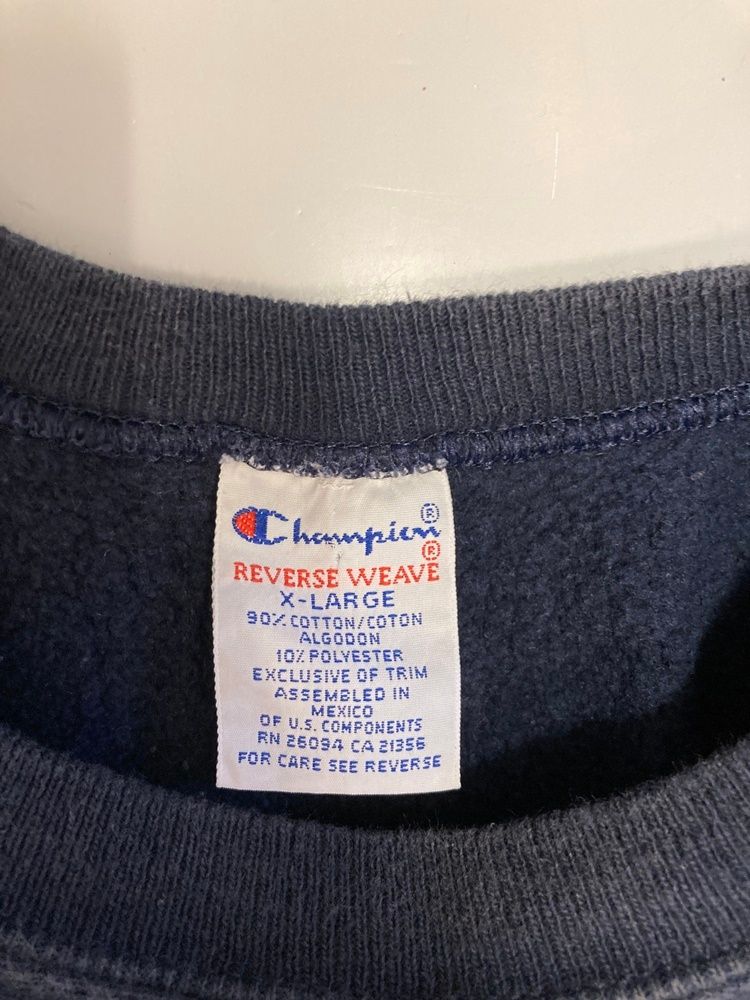 Champion®
REVERSE WEAVE®
X-LARGE
90% COTTON/COTON
ALGODON
10% POLYESTER
EXCLUSIVE OF TRIM
ASSEMBLED IN
MEXICO
OF U.S. COMPONENTS
RN 26094 CA 21356
FOR CARE SEE REVERSE